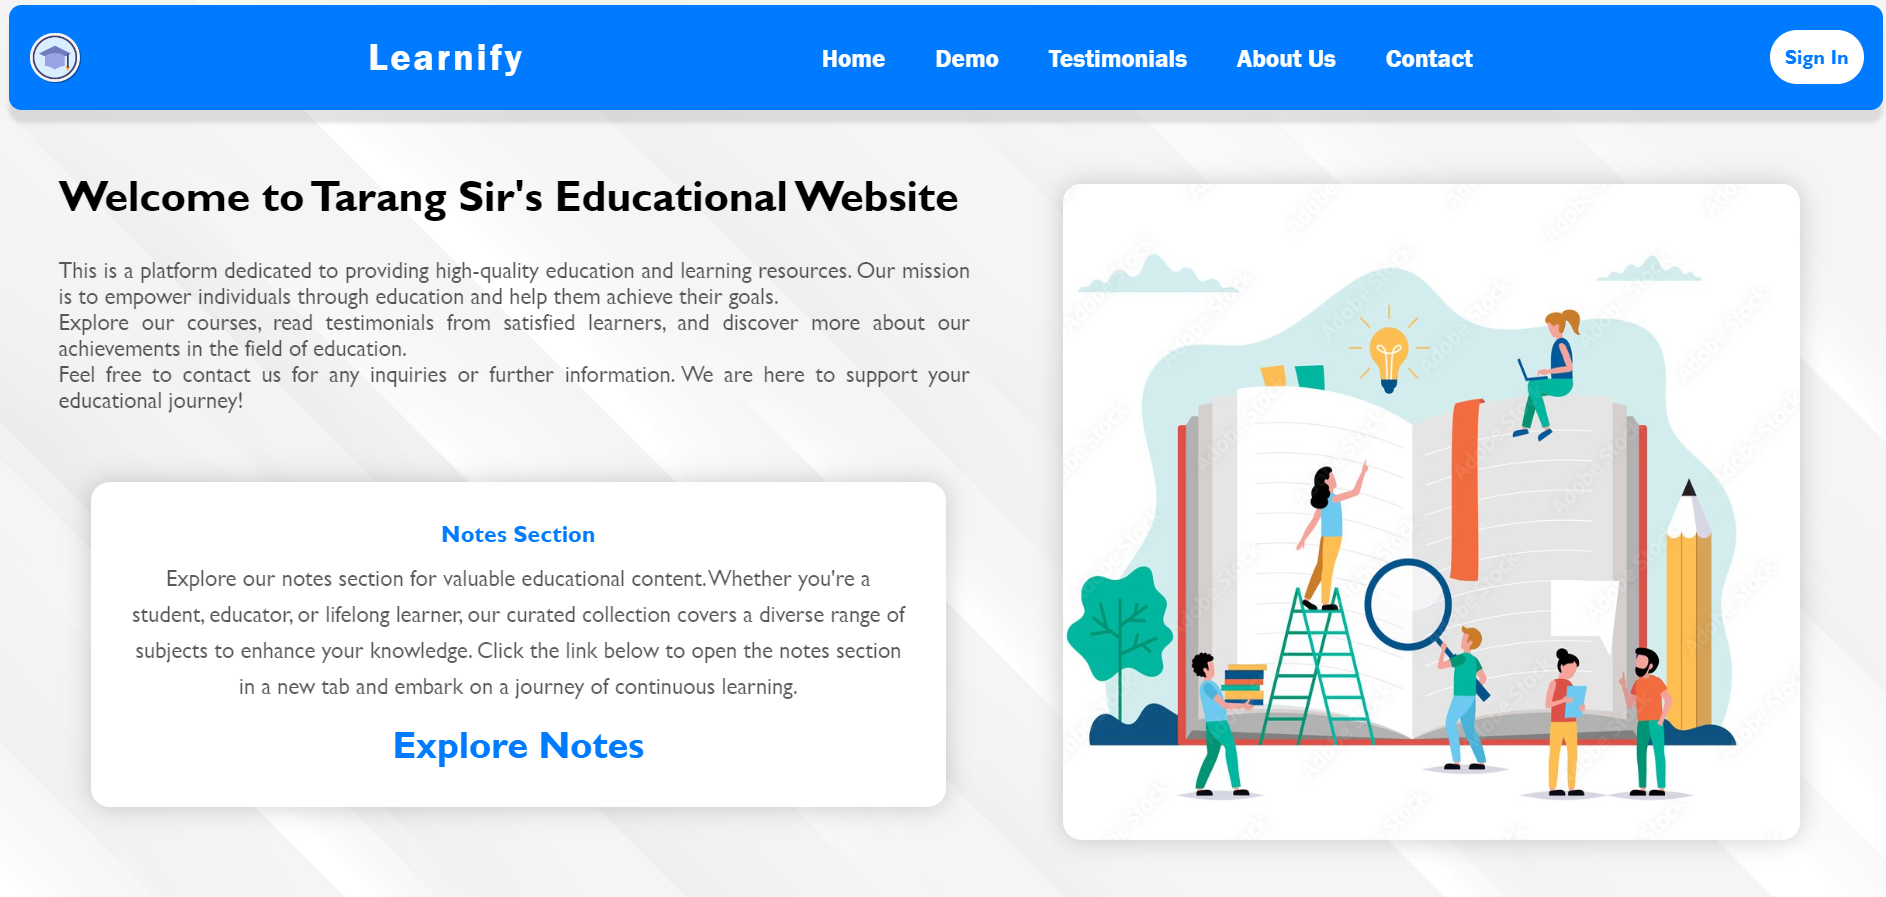 Learnify
Home
Demo
Testimonials
About Us
Contact
Sign In
Welcome to Tarang Sir's Educational Website
This is a platform dedicated to providing high-quality education and learning resources. Our mission
is to empower individuals through education and help them achieve their goals.
Explore our courses, read testimonials from satisfied learners, and discover more about our
achievements in the field of education.
Feel free to contact us for any inquiries or further information. We are here to support your
educational journey!
Notes Section
Explore our notes section for valuable educational content. Whether you're a
student, educator, or lifelong learner, our curated collection covers a diverse range of
subjects to enhance your knowledge. Click the link below to open the notes section
in a new tab and embark on a journey of continuous learning.
Explore Notes
Adobe Stock